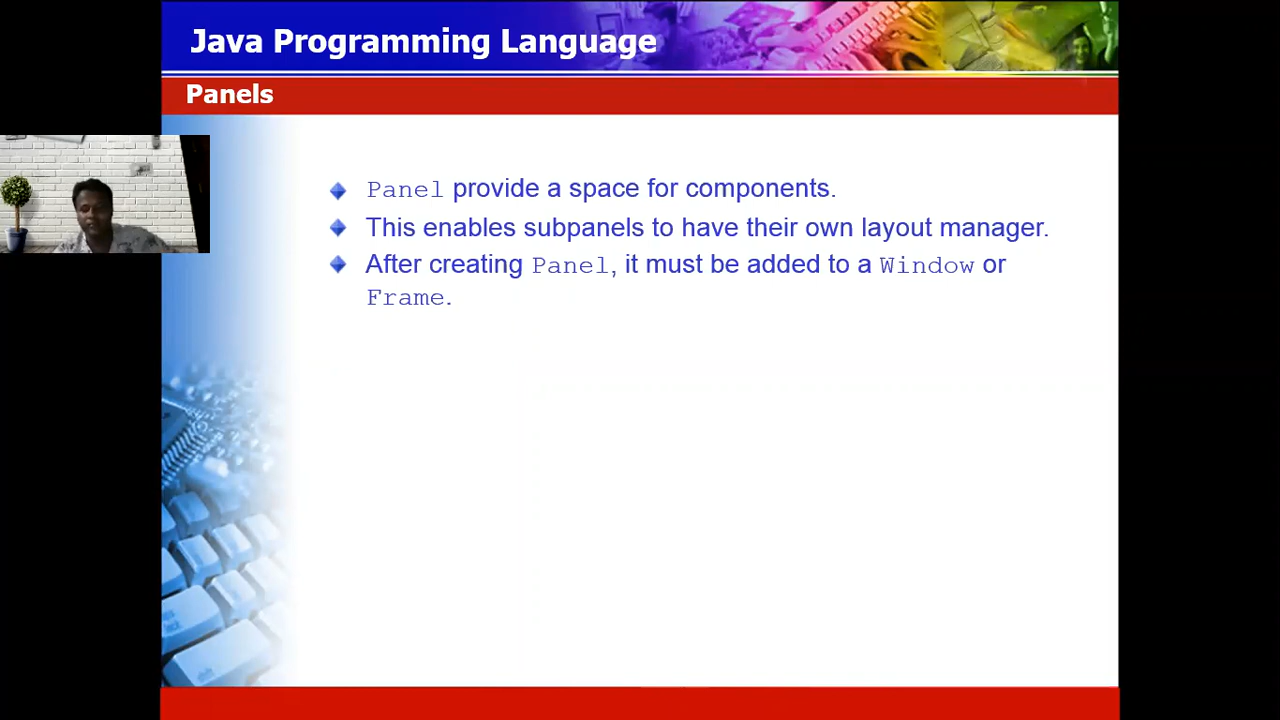 Java Programming Language
Panels
Panel provide a space for components.
This enables subpanels to have their own layout manager.
After creating Panel, it must be added to a Window or
Frame.